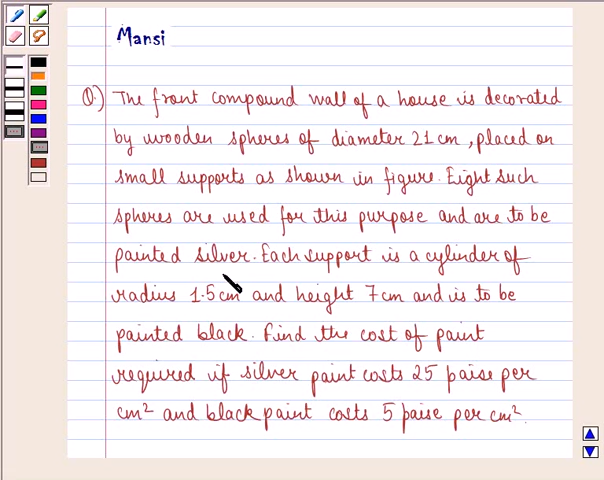 Mansi
Q.) The front compound wall of a house is decorated
by wooden spheres of diameter 21 cm, placed on
small supports as shown in figure. Eight such
spheres are used for this purpose and are to be
painted silver. Each support is a cylinder of
radius 1.5 cm and height 7 cm and is to be
painted black. Find the cost of paint
required if silver paint costs 25 paise per
cm² and black paint costs 5 paise per cm².